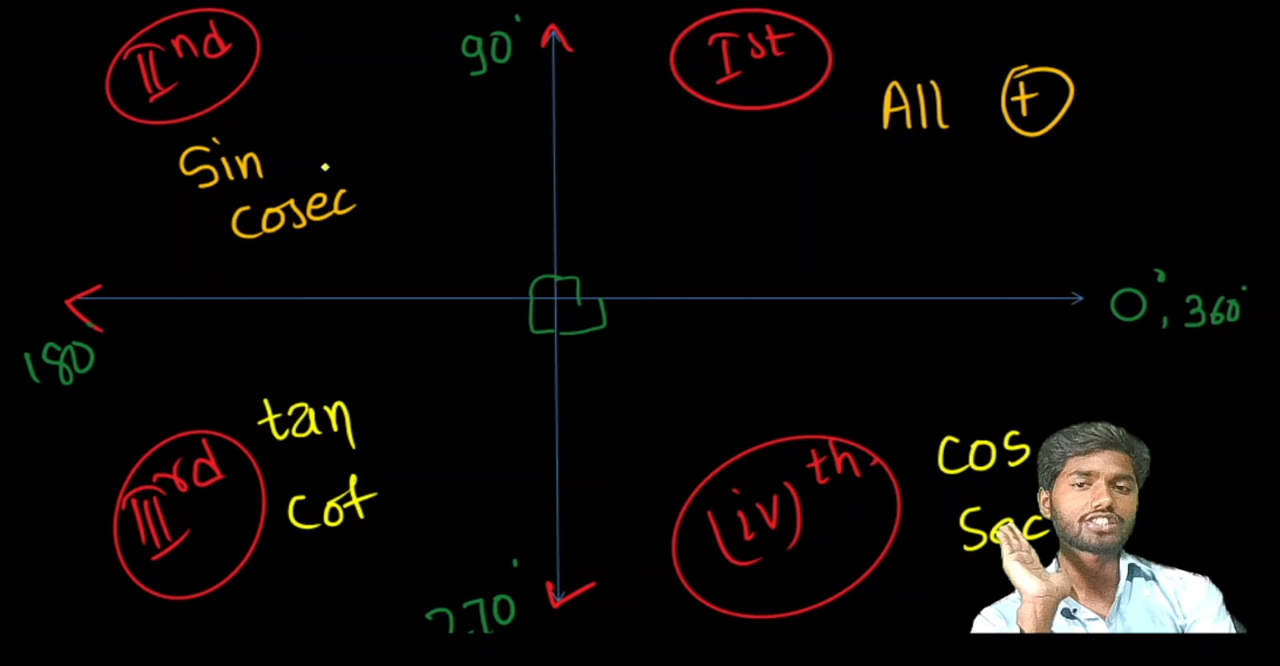 IInd
90°
Ist
All +
Sin
cosec
0°, 360°
180
tan
cot
IIIrd
(iv)th
cos
Sec
270°